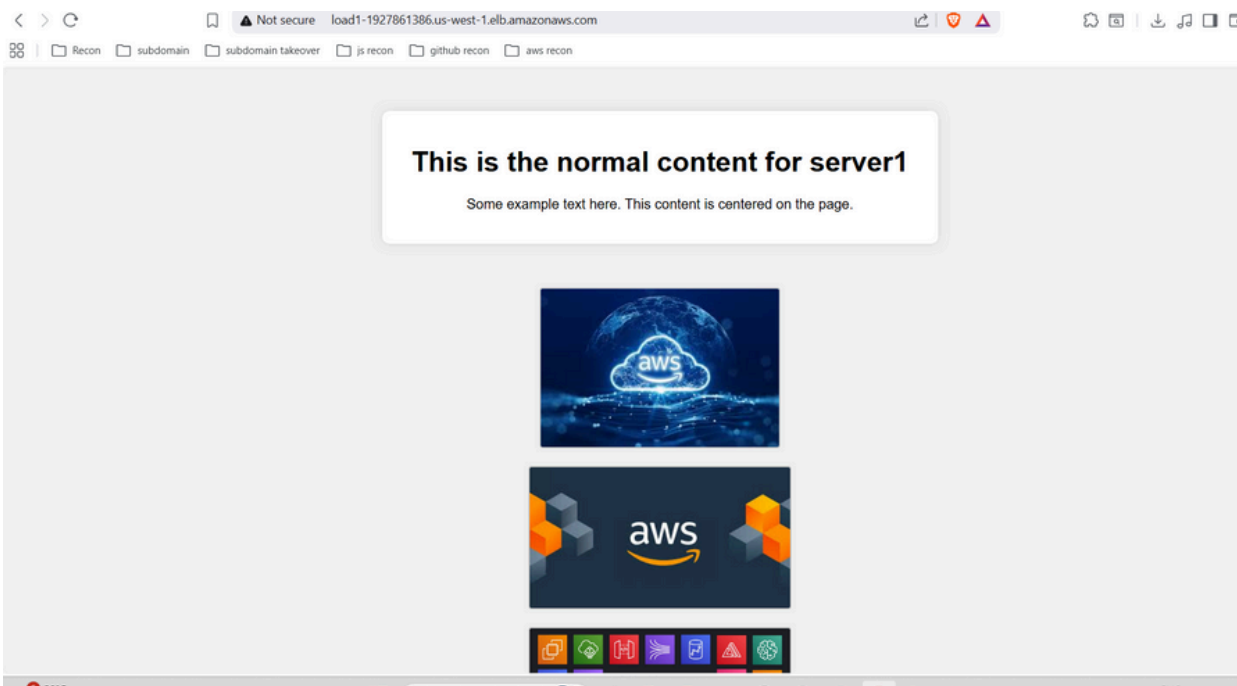 Not secure load1-1927861386.us-west-1.elb.amazonaws.com
Recon subdomain subdomain takeover js recon github recon aws recon
This is the normal content for server1
Some example text here. This content is centered on the page.
aws
aws